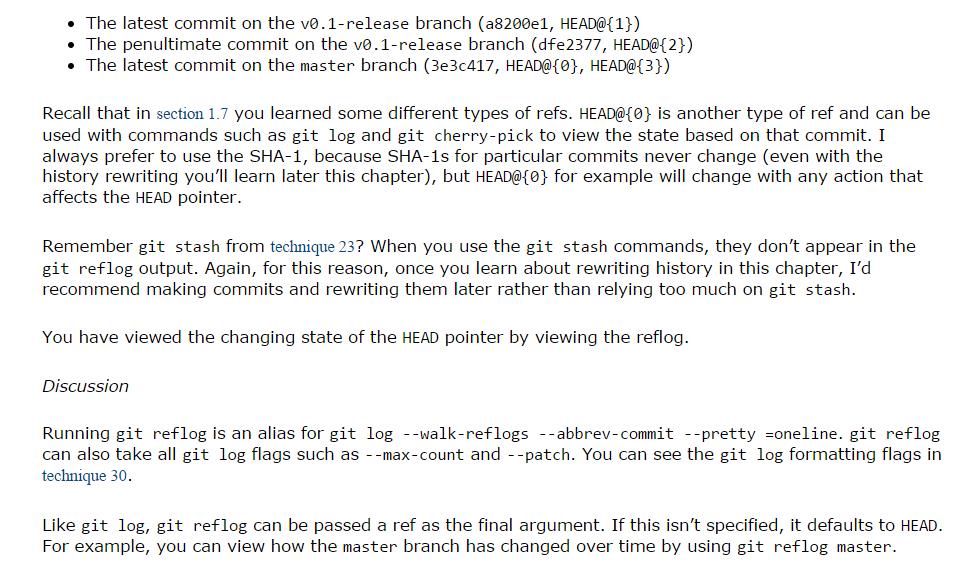 • The latest commit on the v0.1-release branch (a8200e1, HEAD@{1})
• The penultimate commit on the v0.1-release branch (dfe2377, HEAD@{2})
• The latest commit on the master branch (3e3c417, HEAD@{0}, HEAD@{3})
Recall that in section 1.7 you learned some different types of refs. HEAD@{0} is another type of ref and can be
used with commands such as git log and git cherry-pick to view the state based on that commit. I
always prefer to use the SHA-1, because SHA-1s for particular commits never change (even with the
history rewriting you’ll learn later this chapter), but HEAD@{0} for example will change with any action that
affects the HEAD pointer.
Remember git stash from technique 23? When you use the git stash commands, they don’t appear in the
git reflog output. Again, for this reason, once you learn about rewriting history in this chapter, I’d
recommend making commits and rewriting them later rather than relying too much on git stash.
You have viewed the changing state of the HEAD pointer by viewing the reflog.
Discussion
Running git reflog is an alias for git log --walk-reflogs --abbrev-commit --pretty =oneline. git reflog
can also take all git log flags such as --max-count and --patch. You can see the git log formatting flags in
technique 30.
Like git log, git reflog can be passed a ref as the final argument. If this isn’t specified, it defaults to HEAD.
For example, you can view how the master branch has changed over time by using git reflog master.